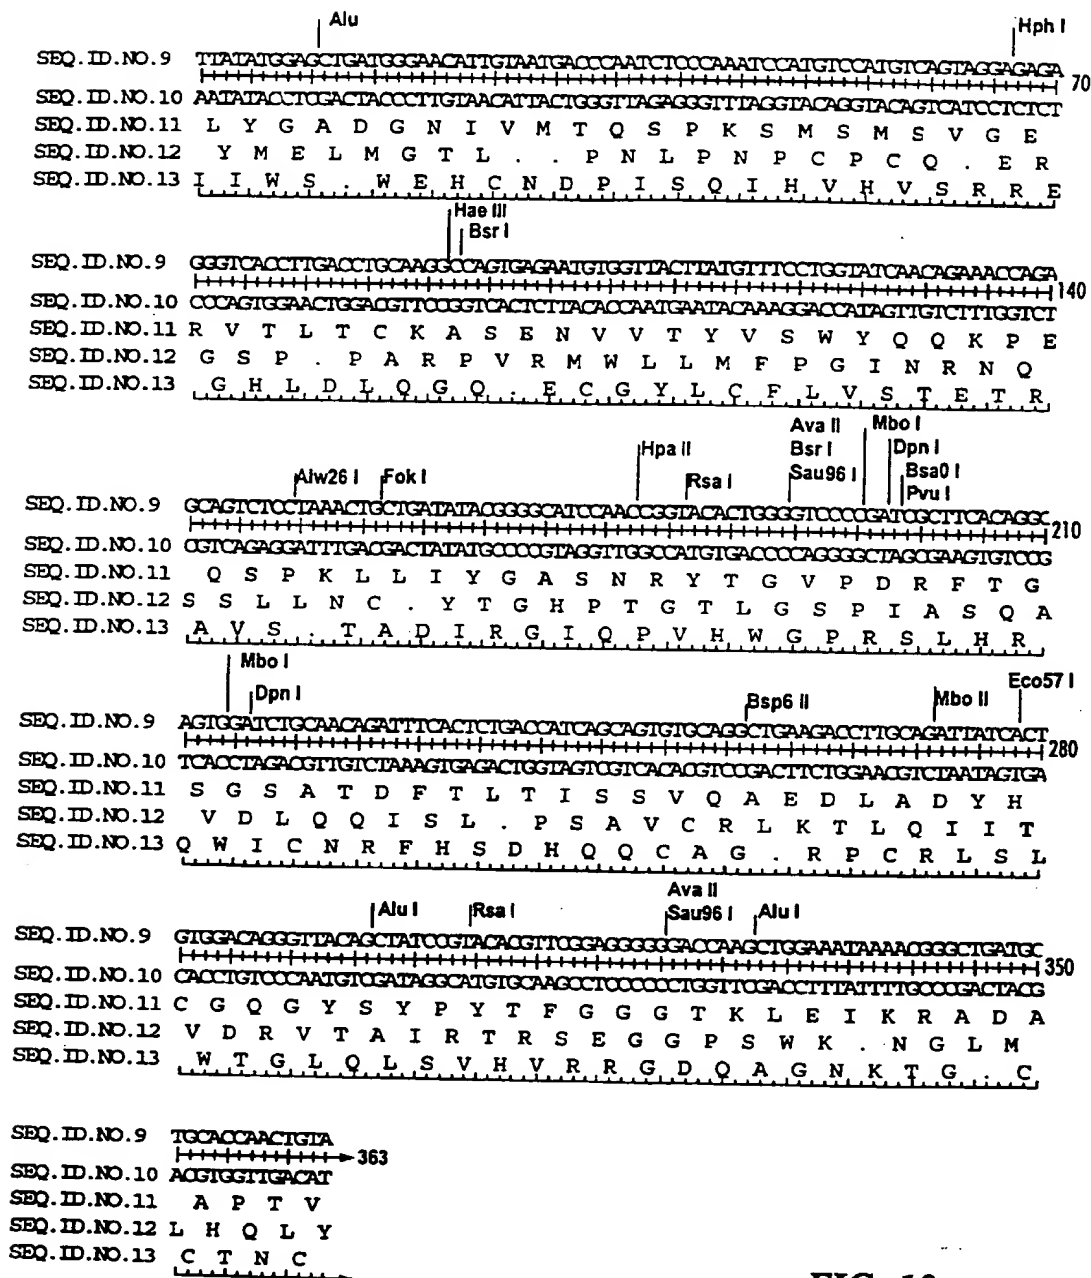 Alu Hph I
SEQ.ID.NO.9 TTATATGGAGCTGATGGGAACATTGTAATGACCCAATCTCCCAAATCCATGTCCATGTCAGTAGGAGAGA
70
SEQ.ID.NO.10 AATATACCTCGACTACCCTTGTAACATTACTGGGTTAGAGGGTTTAGGTACAGGTACAGTCATCCTCTCT
SEQ.ID.NO.11 L Y G A D G N I V M T Q S P K S M S M S V G E
SEQ.ID.NO.12 Y M E L M G T L . . P N L P N P C P C Q . E R
SEQ.ID.NO.13 I I W S . W E H C N D P I S Q I H V H V S R R E
Hae III
Bsr I
SEQ.ID.NO.9 GGGTCACCTTGACCTGCAAGGCCAGTGAGAATGTGGTTACTTATGTTTCCTGGTATCAACAGAAACCAGA
140
SEQ.ID.NO.10 CCCAGTGGAACTGGACGTTCCGGTCACTCTTACACCAATGAATACAAAGGACCATAGTTGTCTTTGGTCT
SEQ.ID.NO.11 R V T L T C K A S E N V V T Y V S W Y Q Q K P E
SEQ.ID.NO.12 G S P . P A R P V R M W L L M F P G I N R N Q
SEQ.ID.NO.13 G H L D L Q G Q . E C G Y L C F L V S T E T R
Ava II Mbo I
Hpa II Bsr I Dpn I
Alw26 I Fok I Rsa I Sau96 I Bsa0 I
Pvu I
SEQ.ID.NO.9 GCAGTCTCCTAAACTGCTGATATACGGGGCATCCAACCGGTACACTGGGGTCCCCGATCGCTTCACAGGC
210
SEQ.ID.NO.10 CGTCAGAGGATTTGACGACTATATGCCCCGTAGGTTGGCCATGTGACCCCAGGGGCTAGCGAAGTGTCCG
SEQ.ID.NO.11 Q S P K L L I Y G A S N R Y T G V P D R F T G
SEQ.ID.NO.12 S S L L N C . Y T G H P T G T L G S P I A S Q A
SEQ.ID.NO.13 A V S . T A D I R G I Q P V H W G P R S L H R
Mbo I
Dpn I Bsp6 II Mbo II Eco57 I
SEQ.ID.NO.9 AGTGGATCTGCAACAGATTTCACTCTGACCATCAGCAGTGTGCAGGCTGAAGACCTTGCAGATTATCACT
280
SEQ.ID.NO.10 TCACCTAGACGTTGTCTAAAGTGAGACTGGTAGTCGTCACACGTCCGACTTCTGGAACGTCTAATAGTGA
SEQ.ID.NO.11 S G S A T D F T L T I S S V Q A E D L A D Y H
SEQ.ID.NO.12 V D L Q Q I S L . P S A V C R L K T L Q I I T
SEQ.ID.NO.13 Q W I C N R F H S D H Q Q C A G . R P C R L S L
Ava II
Alu I Rsa I Sau96 I Alu I
SEQ.ID.NO.9 GTGGACAGGGTTACAGCTATCCGTACACGTTCGGAGGGGGGACCAAGCTGGAAATAAAACGGGCTGATGC
350
SEQ.ID.NO.10 CACCTGTCCCAATGTCGATAGGCATGTGCAAGCCTCCCCCCTGGTTCGACCTTTATTTTGCCCGACTACG
SEQ.ID.NO.11 C G Q G Y S Y P Y T F G G G T K L E I K R A D A
SEQ.ID.NO.12 V D R V T A I R T R S E G G P S W K . N G L M
SEQ.ID.NO.13 W T G L Q L S V H V R R G D Q A G N K T G . C
SEQ.ID.NO.9 TGCACCAACTGTA
363
SEQ.ID.NO.10 ACGTGGTTGACAT
SEQ.ID.NO.11 A P T V
SEQ.ID.NO.12 L H Q L Y
SEQ.ID.NO.13 C T N C